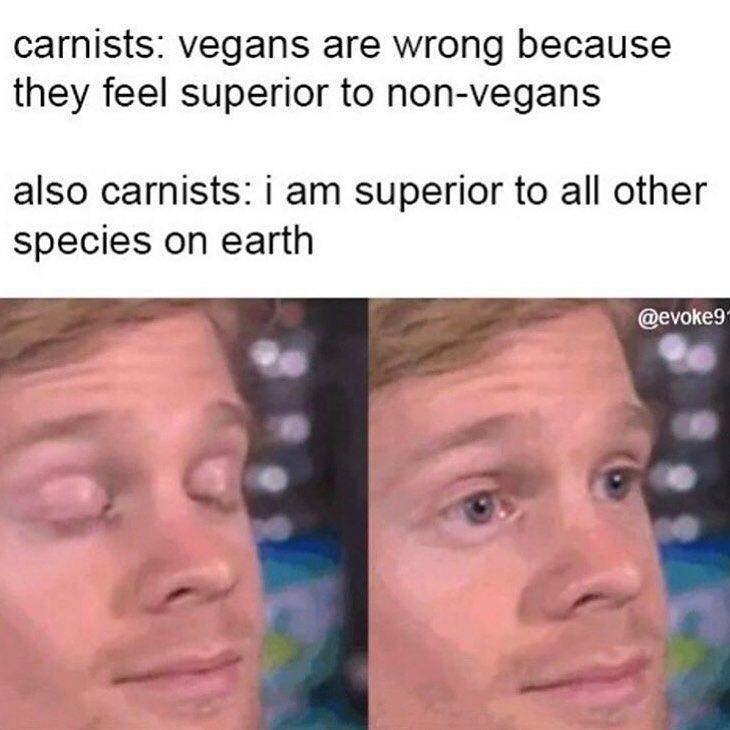 carnists: vegans are wrong because
they feel superior to non-vegans
also carnists: i am superior to all other
species on earth
@evoke9